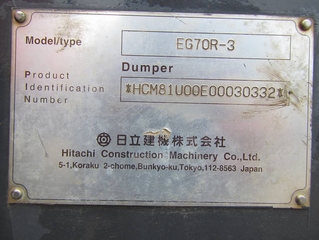 Model/type EG70R-3
Dumper
Product
Identification *HCM81U00E00030332*
Number
日立建機株式会社
Hitachi Construction Machinery Co.,Ltd.
5-1,Koraku 2-chome,Bunkyo-ku,Tokyo,112-8563 Japan